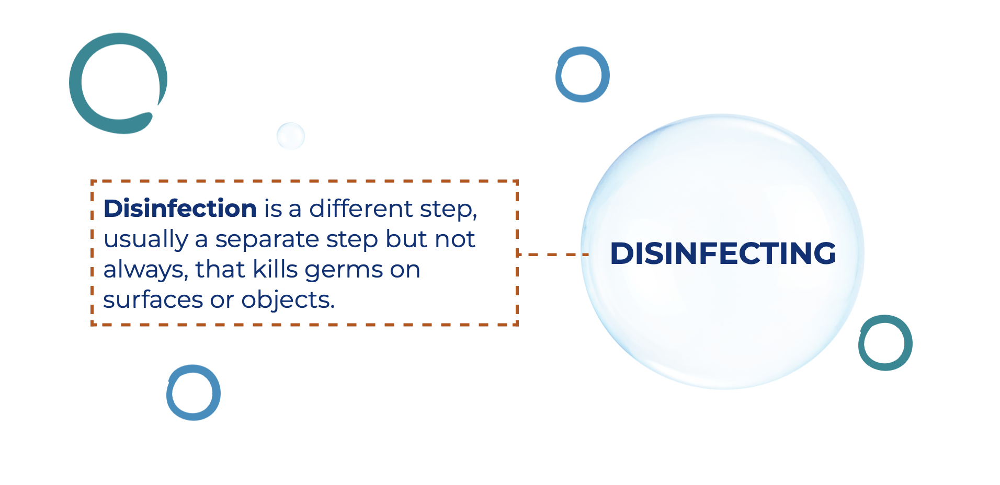 Disinfection is a different step,
usually a separate step but not
always, that kills germs on
surfaces or objects.
DISINFECTING